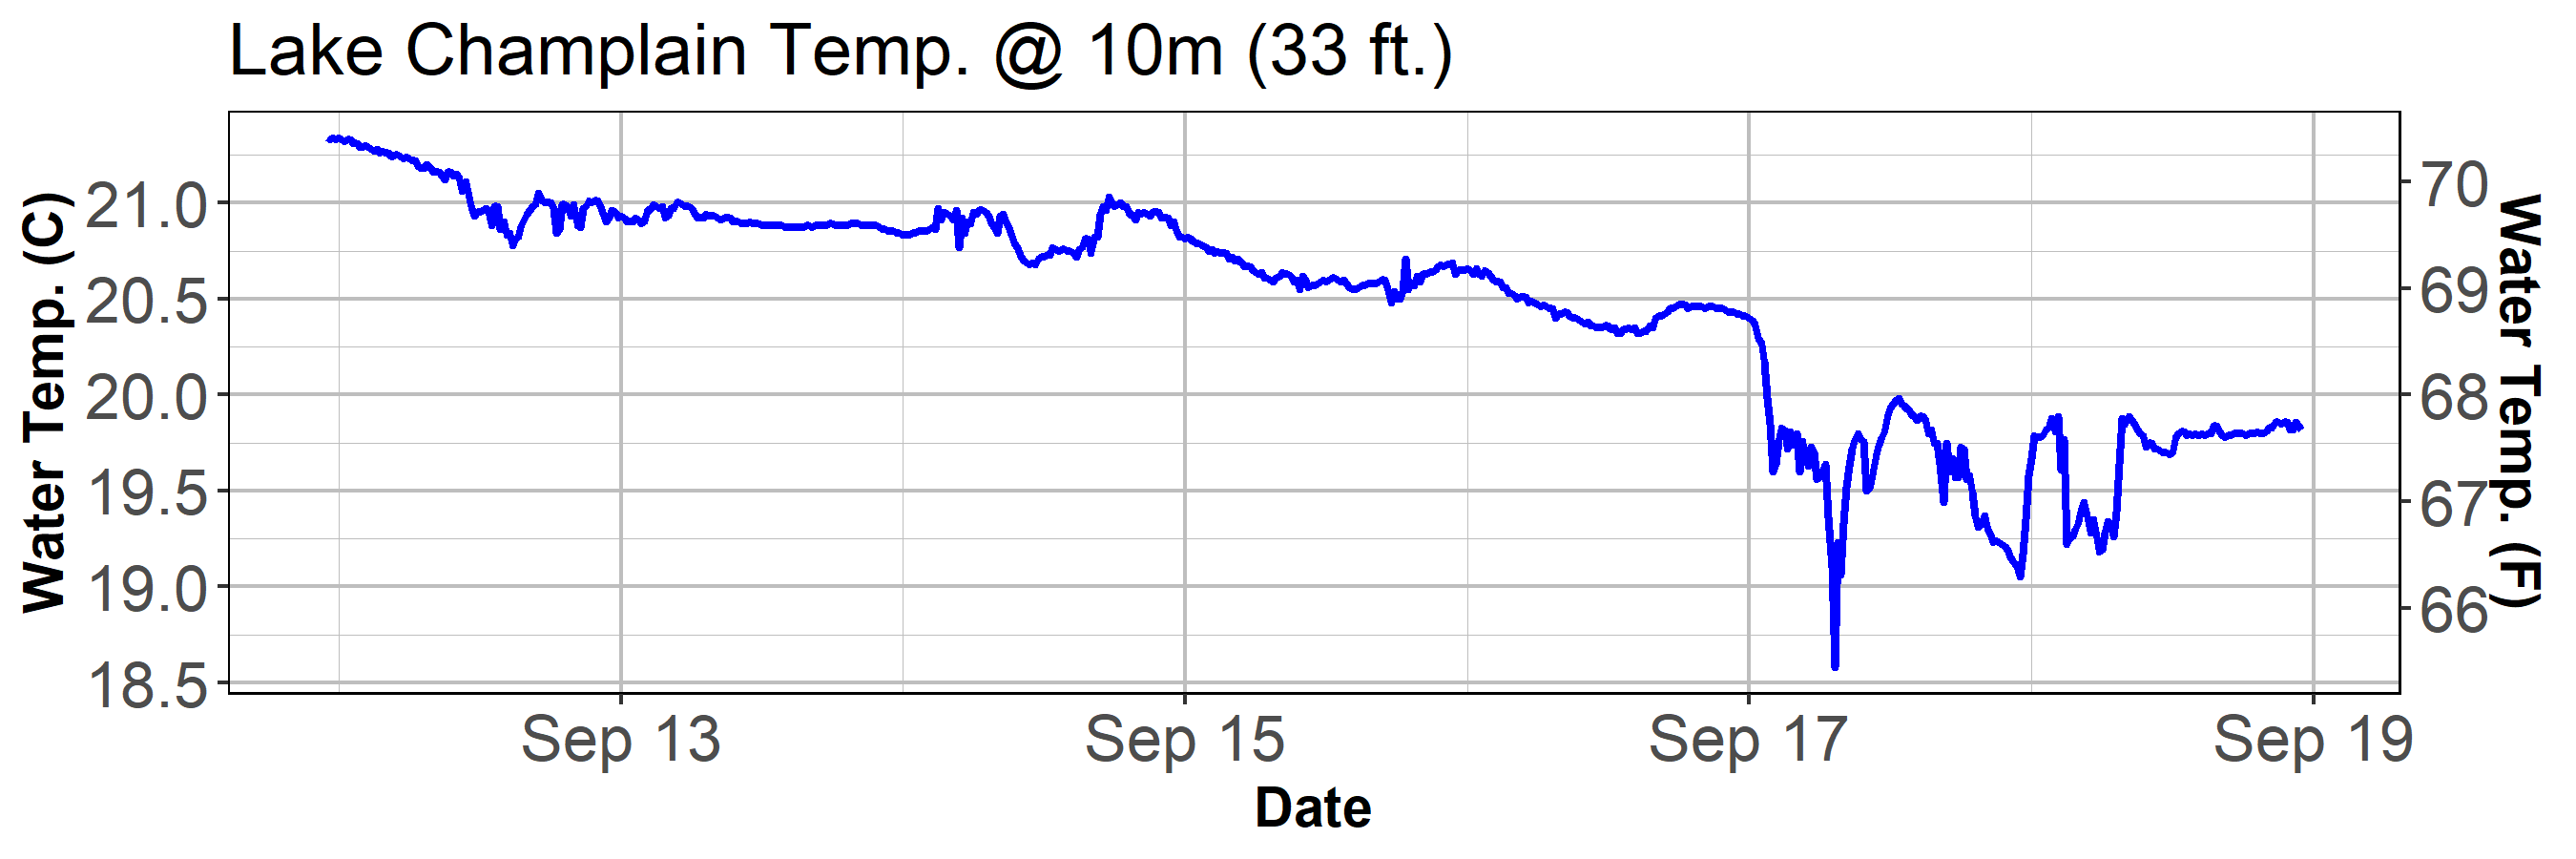 Lake Champlain Temp. @ 10m (33 ft.)
Water Temp. (C)
21.0
20.5
20.0
19.5
19.0
18.5
70
69
68
67
66
Water Temp. (F)
Sep 13
Sep 15
Sep 17
Sep 19
Date